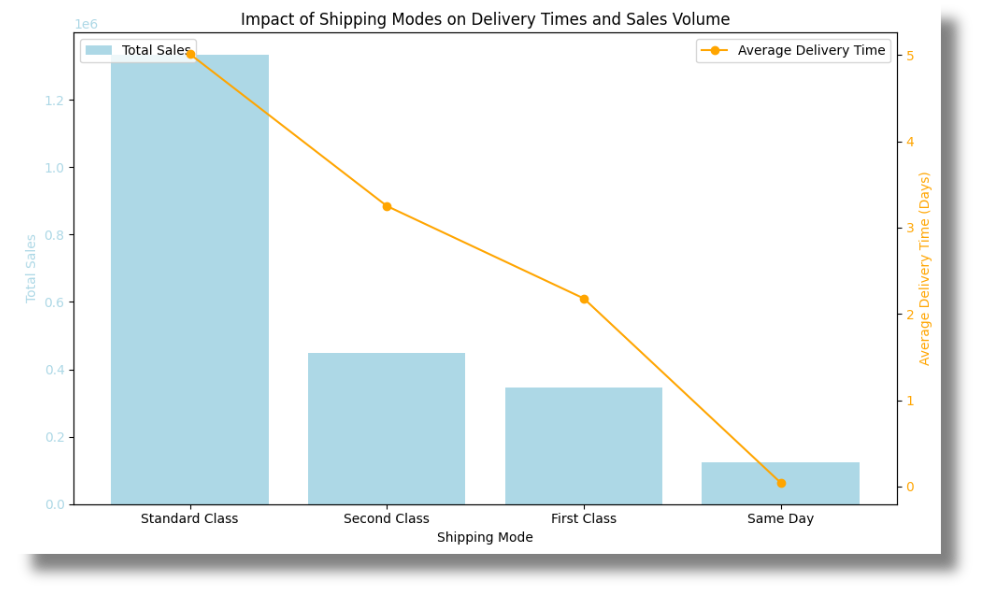 Impact of Shipping Modes on Delivery Times and Sales Volume
1e6
Total Sales
Average Delivery Time
1.2
1.0
0.8
0.6
0.4
0.2
0.0
Total Sales
5
4
3
2
1
0
Average Delivery Time (Days)
Standard Class
Second Class
First Class
Same Day
Shipping Mode